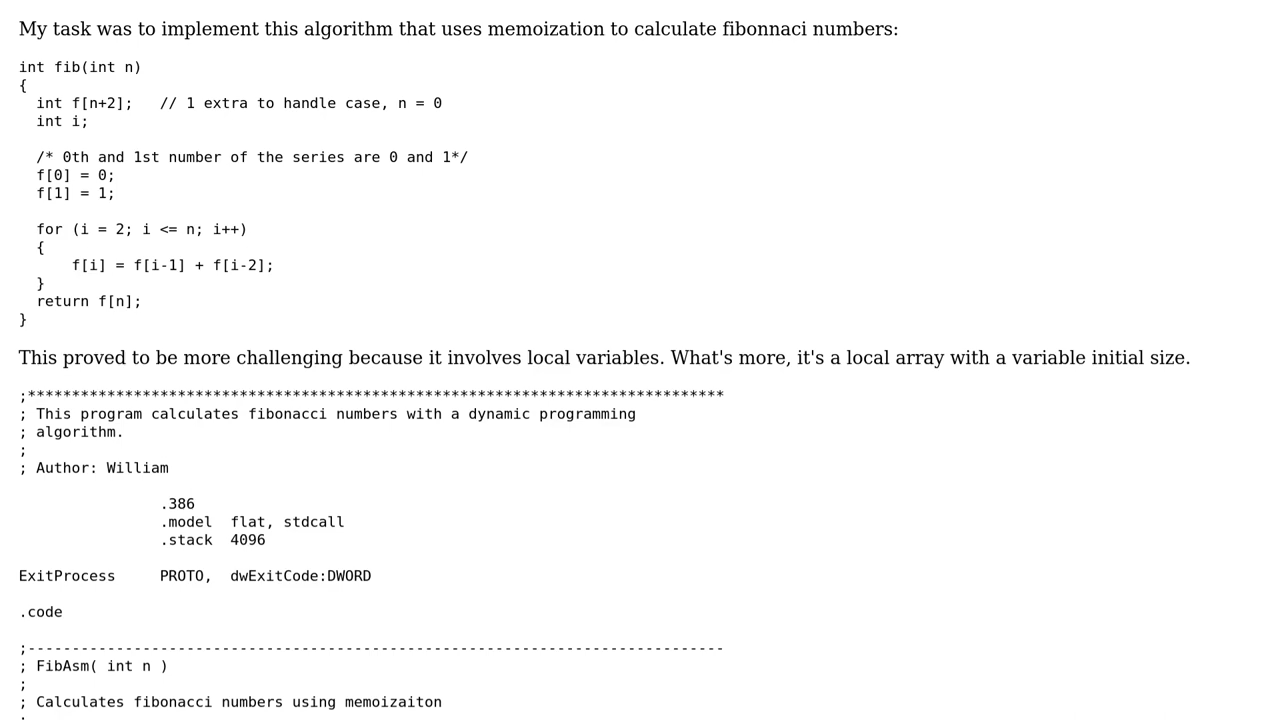 My task was to implement this algorithm that uses memoization to calculate fibonnaci numbers:
int fib(int n)
{
  int f[n+2];   // 1 extra to handle case, n = 0
  int i;
  /* 0th and 1st number of the series are 0 and 1*/
  f[0] = 0;
  f[1] = 1;
  for (i = 2; i <= n; i++)
  {
      f[i] = f[i-1] + f[i-2];
  }
  return f[n];
}
This proved to be more challenging because it involves local variables. What's more, it's a local array with a variable initial size.
;*******************************************************************************
; This program calculates fibonacci numbers with a dynamic programming
; algorithm.
;
; Author: William
                .386
                .model  flat, stdcall
                .stack  4096
ExitProcess     PROTO,  dwExitCode:DWORD
.code
;-------------------------------------------------------------------------------
; FibAsm( int n )
;
; Calculates fibonacci numbers using memoizaiton
;